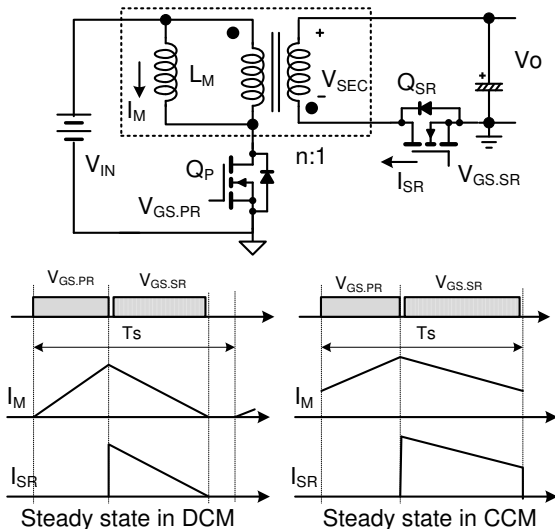 +
Vo
L_M
V_SEC
Q_SR
+
I_M
-
V_IN
n:1
Q_P
I_SR
V_GS.SR
V_GS.PR
V_GS.PR
V_GS.SR
V_GS.PR
V_GS.SR
Ts
Ts
I_M
I_M
I_SR
I_SR
Steady state in DCM
Steady state in CCM